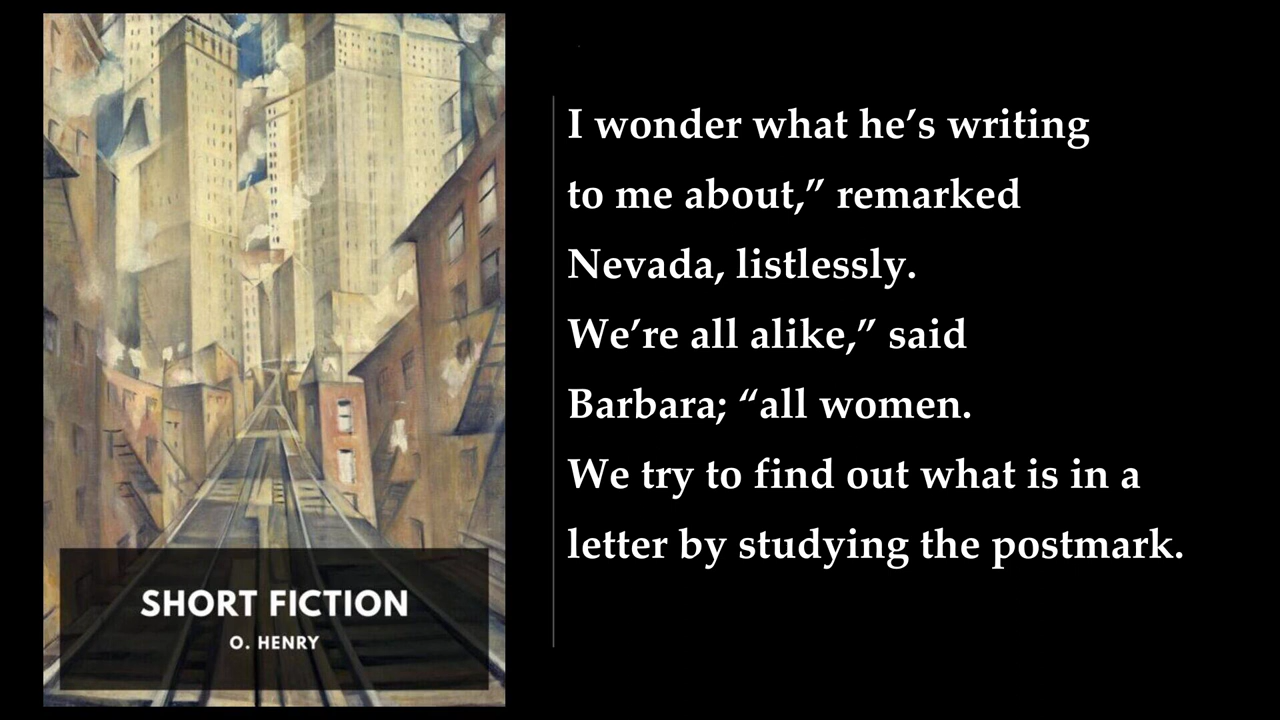 SHORT FICTION
O. HENRY
I wonder what he’s writing
to me about,” remarked
Nevada, listlessly.
We’re all alike,” said
Barbara; “all women.
We try to find out what is in a
letter by studying the postmark.